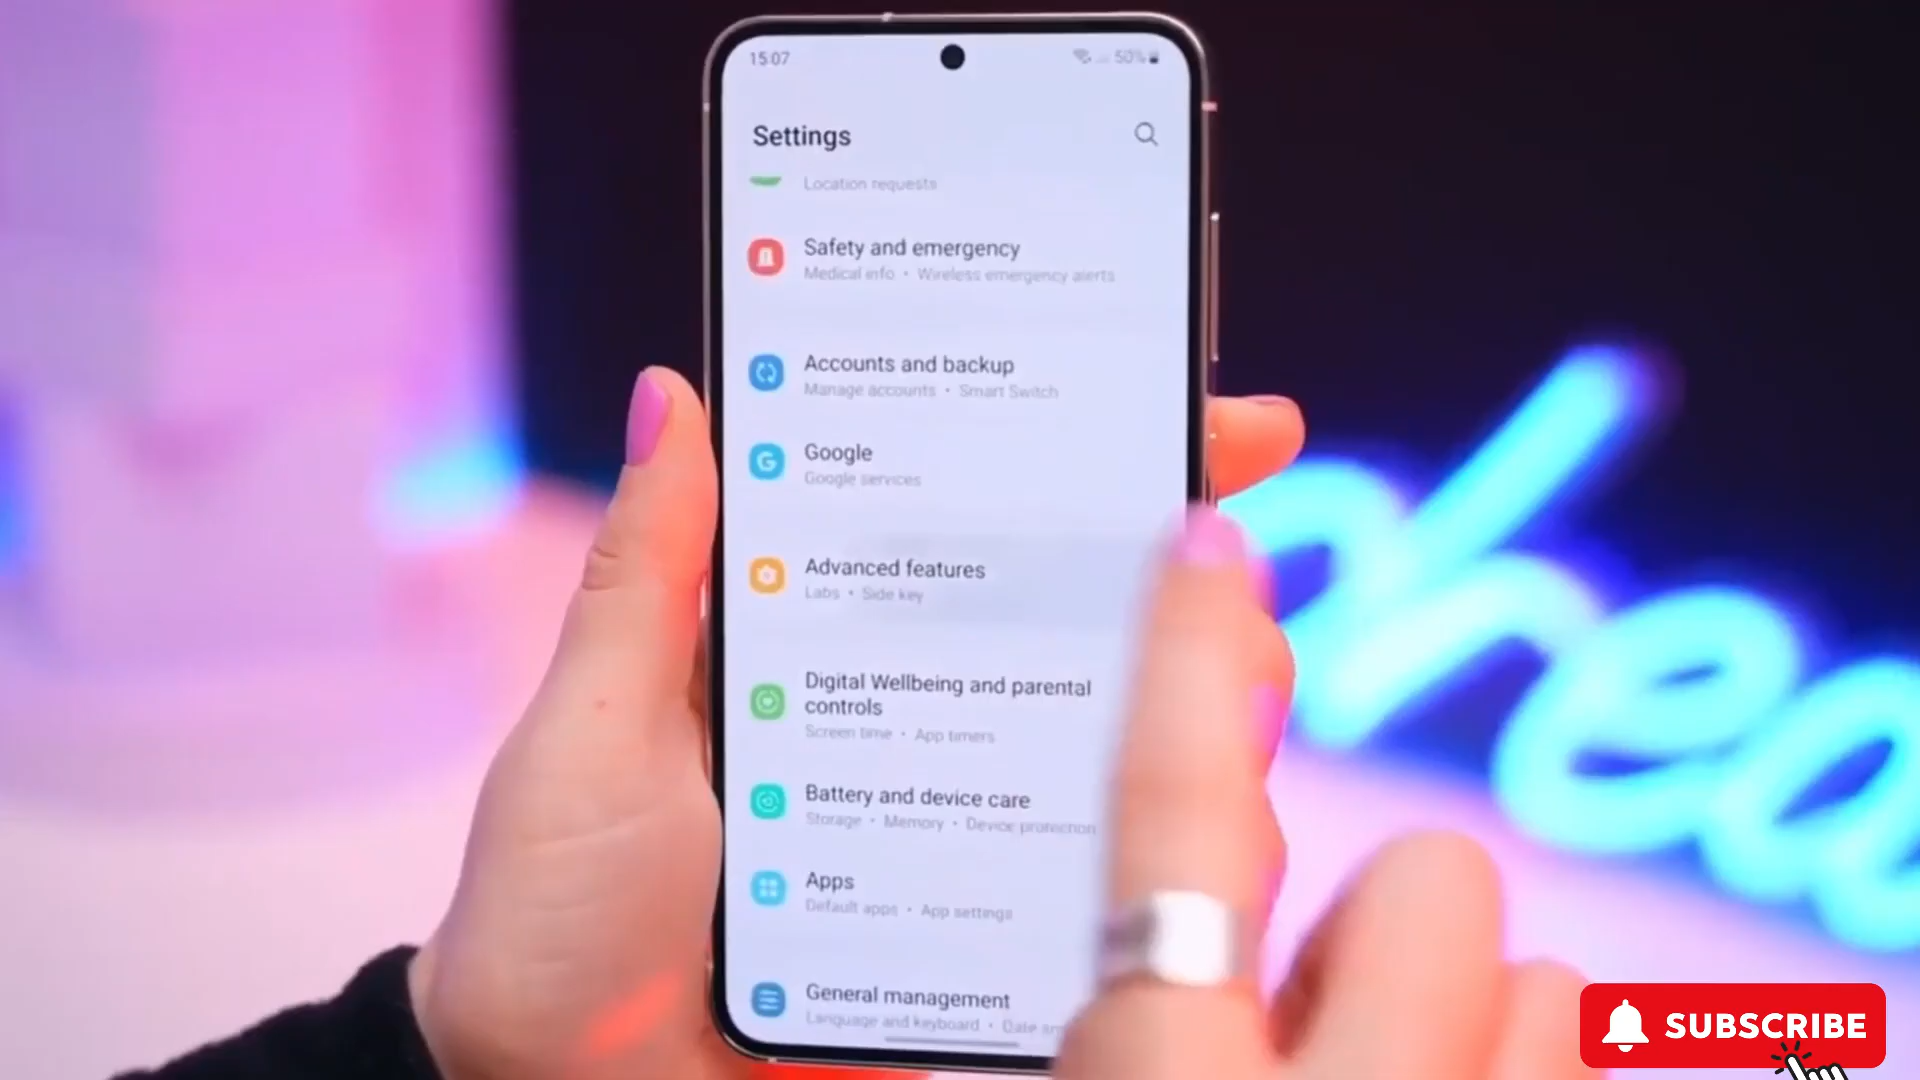 15:07
50%
Settings
Location requests
Safety and emergency
Medical info • Wireless emergency alerts
Accounts and backup
Manage accounts • Smart Switch
Google
Google services
Advanced features
Labs • Side key
Digital Wellbeing and parental
controls
Screen time • App timers
Battery and device care
Storage • Memory • Device protection
Apps
Default apps • App settings
General management
Language and keyboard • Date
SUBSCRIBE